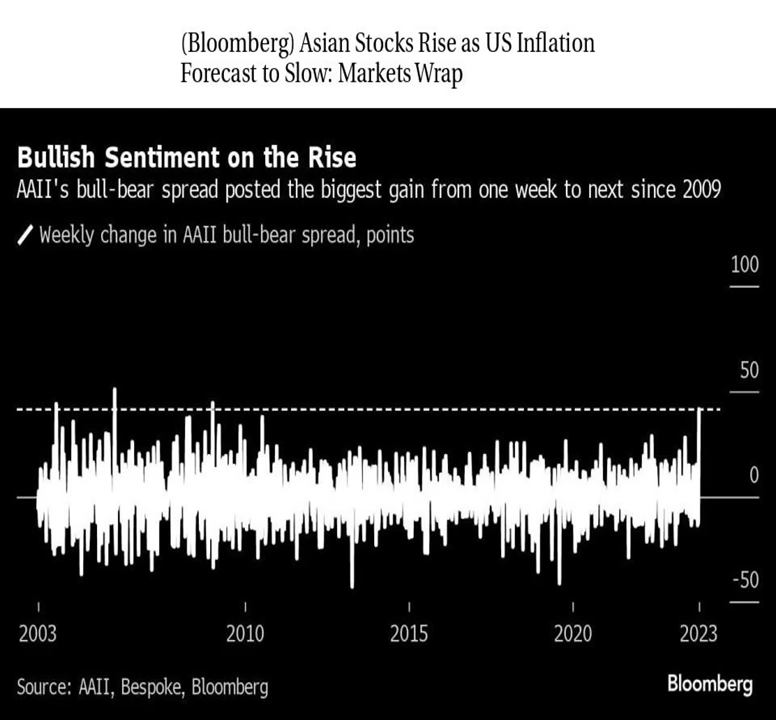 (Bloomberg) Asian Stocks Rise as US Inflation
Forecast to Slow: Markets Wrap
Bullish Sentiment on the Rise
AAII's bull-bear spread posted the biggest gain from one week to next since 2009
Weekly change in AAII bull-bear spread, points
100
50
0
-50
2003 2010 2015 2020 2023
Source: AAII, Bespoke, Bloomberg
Bloomberg